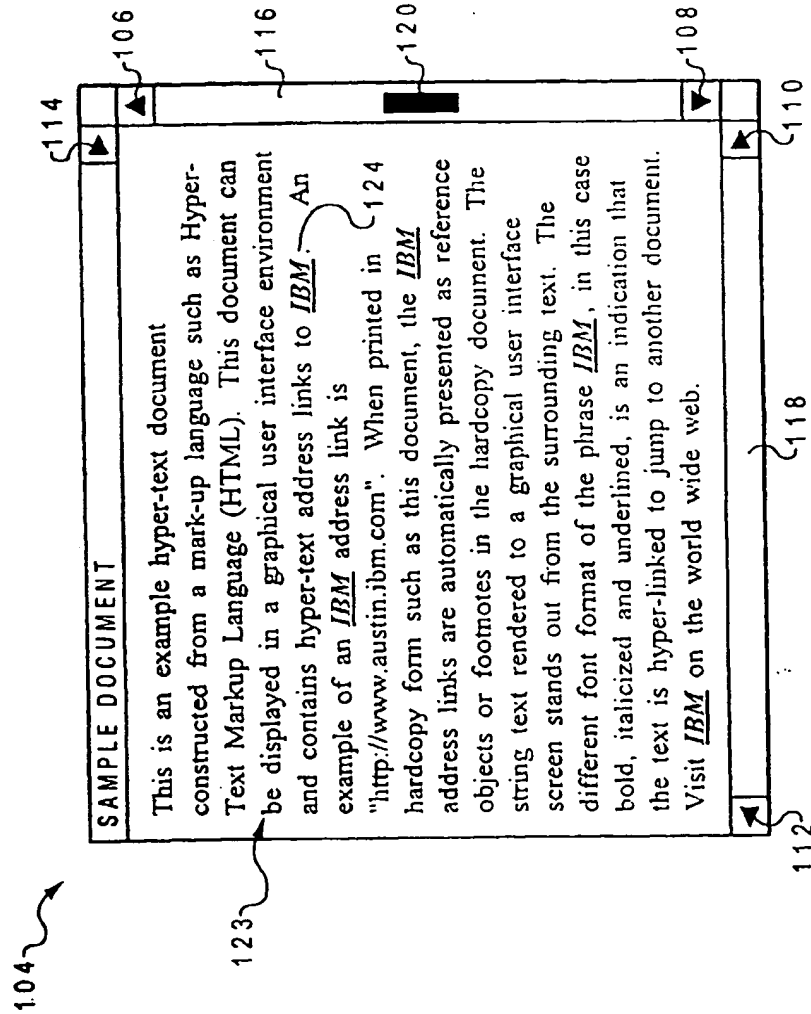 104
114
106
SAMPLE DOCUMENT
This is an example hyper-text document
constructed from a mark-up language such as Hyper-
Text Markup Language (HTML). This document can
be displayed in a graphical user interface environment
and contains hyper-text address links to IBM. An
example of an IBM address link is
"http://www.austin.ibm.com". When printed in
hardcopy form such as this document, the IBM
address links are automatically presented as reference
objects or footnotes in the hardcopy document. The
string text rendered to a graphical user interface
screen stands out from the surrounding text. The
different font format of the phrase IBM, in this case
bold, italicized and underlined, is an indication that
the text is hyper-linked to jump to another document.
Visit IBM on the world wide web.
116
123
124
120
108
112
118
110